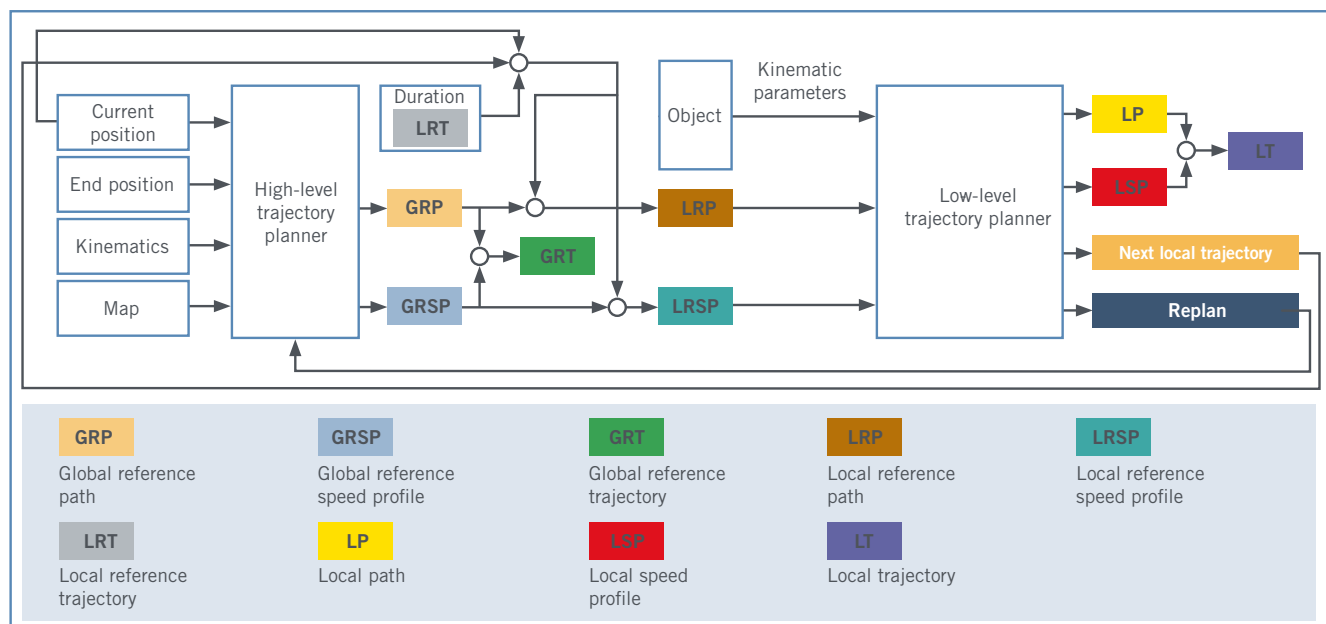 Current
position
End position
Kinematics
Map
High-level
trajectory
planner
Duration
LRT
GRP
GRT
GRSP
Object
Kinematic
parameters
LRP
LRSP
Low-level
trajectory planner
LP
LSP
LT
Next local trajectory
Replan
GRP
Global reference
path
GRSP
Global reference
speed profile
GRT
Global reference
trajectory
LRP
Local reference
path
LRSP
Local reference
speed profile
LRT
Local reference
trajectory
LP
Local path
LSP
Local speed
profile
LT
Local trajectory